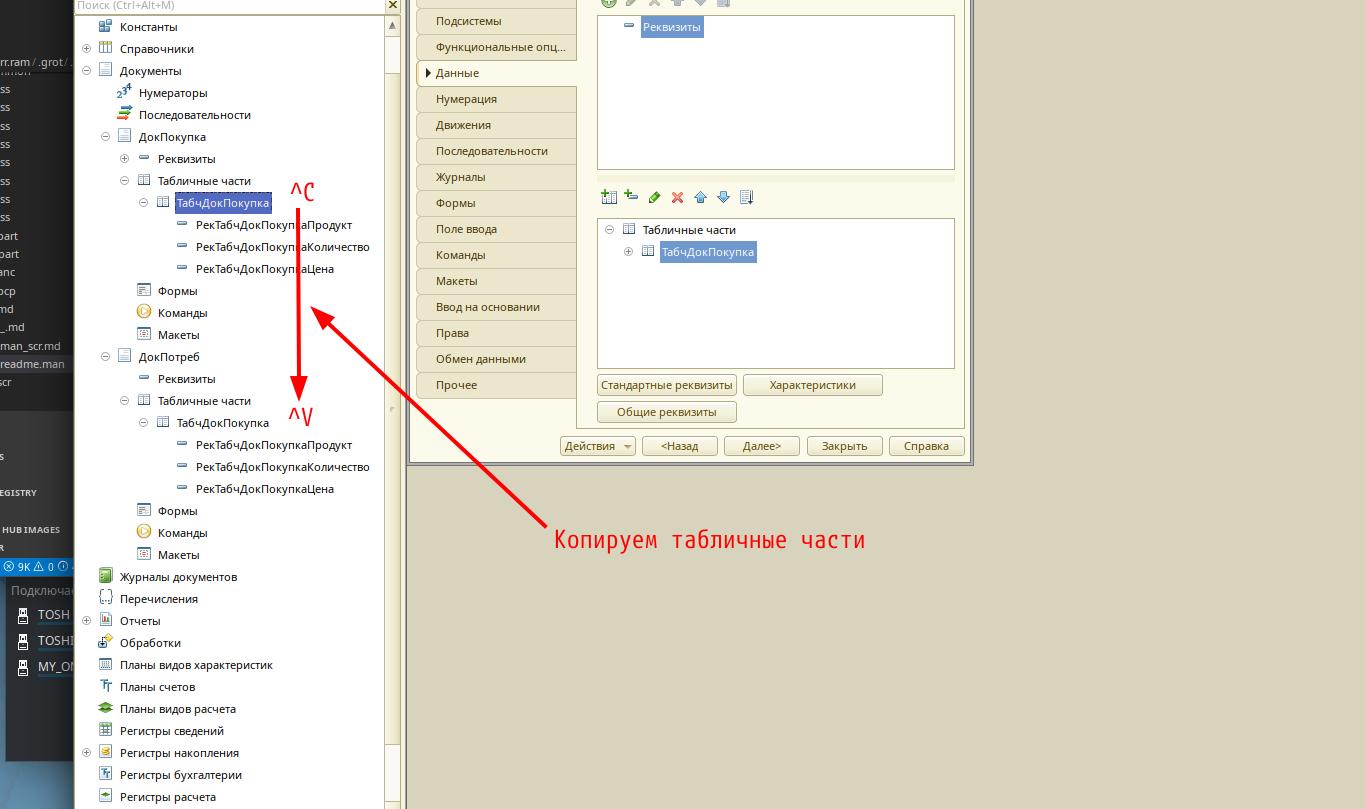 Поиск (Ctrl+Alt+M)
Константы
Справочники
Документы
Нумераторы
Последовательности
ДокПокупка
Реквизиты
Табличные части
ТабчДокПокупка
^C
РекТабчДокПокупкаПродукт
РекТабчДокПокупкаКоличество
РекТабчДокПокупкаЦена
Формы
Команды
Макеты
ДокПотреб
Реквизиты
Табличные части
^V
ТабчДокПокупка
РекТабчДокПокупкаПродукт
РекТабчДокПокупкаКоличество
РекТабчДокПокупкаЦена
Формы
Команды
Макеты
Журналы документов
Перечисления
Отчеты
Обработки
Планы видов характеристик
Планы счетов
Планы видов расчета
Регистры сведений
Регистры накопления
Регистры бухгалтерии
Регистры расчета
Подсистемы
Функциональные опц...
Данные
Нумерация
Движения
Последовательности
Журналы
Формы
Поле ввода
Команды
Макеты
Ввод на основании
Права
Обмен данными
Прочее
Реквизиты
Табличные части
ТабчДокПокупка
Стандартные реквизиты
Характеристики
Общие реквизиты
Действия
<Назад
Далее>
Закрыть
Справка
Копируем табличные части
rr.ram / .grot / .
ss
ss
ss
ss
ss
ss
ss
ss
part
part
anc
ocp
md
_.md
man_scr.md
readme.man
scr
s
EGISTRY
HUB IMAGES
R
9K 0
Подключа
TOSH
TOSHI
MY_O